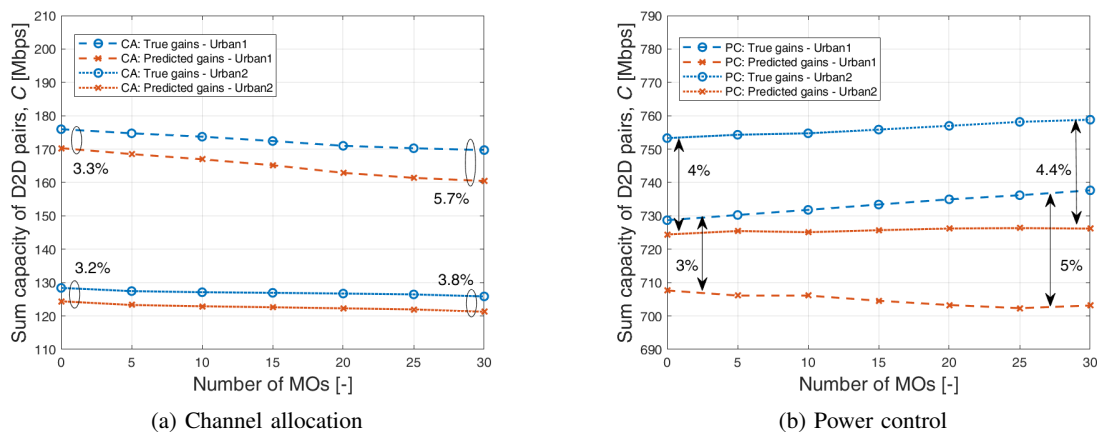 210
200
190
180
170
160
150
140
130
120
110
Sum capacity of D2D pairs, C [Mbps]
CA: True gains - Urban1
CA: Predicted gains - Urban1
CA: True gains - Urban2
CA: Predicted gains - Urban2
3.3%
5.7%
3.2%
3.8%
0 5 10 15 20 25 30
Number of MOs [-]
(a) Channel allocation
790
780
770
760
750
740
730
720
710
700
690
Sum capacity of D2D pairs, C [Mbps]
PC: True gains - Urban1
PC: Predicted gains - Urban1
PC: True gains - Urban2
PC: Predicted gains - Urban2
4%
4.4%
3%
5%
0 5 10 15 20 25 30
Number of MOs [-]
(b) Power control